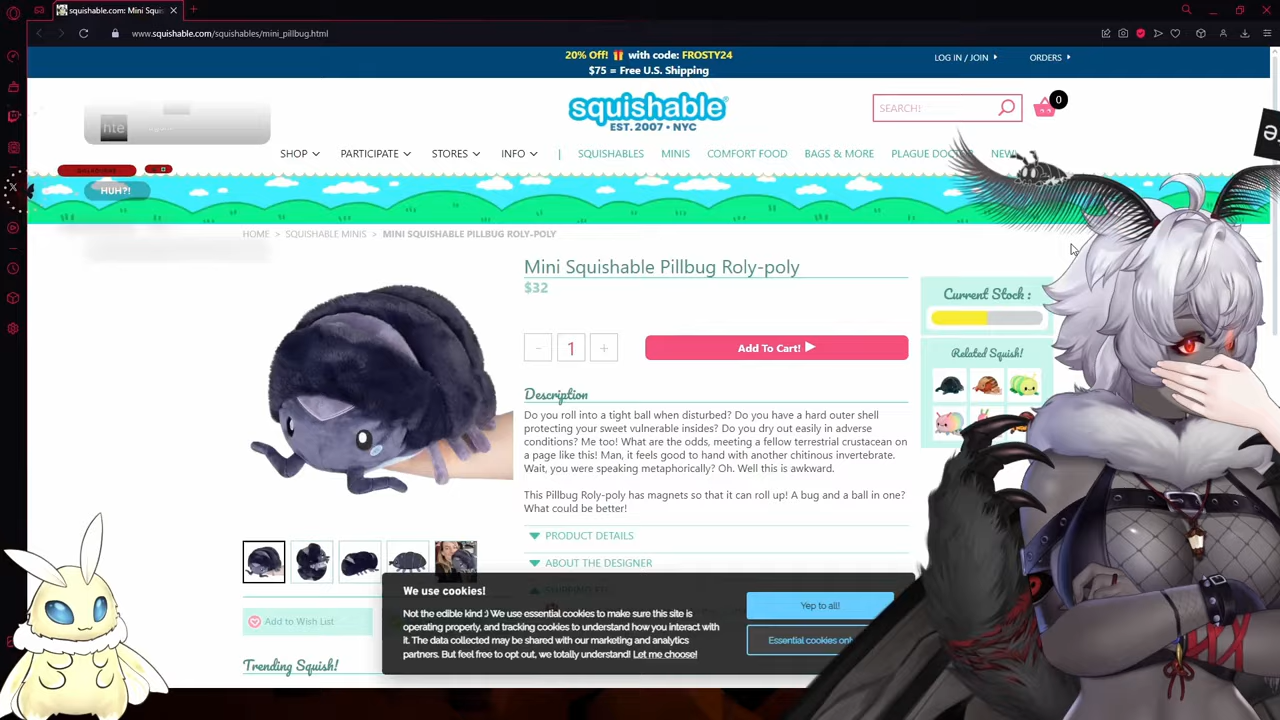 squishable.com: Mini Squis
www.squishable.com/squishables/mini_pillbug.html
20% Off! with code: FROSTY24
$75 = Free U.S. Shipping
LOG IN / JOIN
ORDERS
squishable
EST. 2007 • NYC
SEARCH!
0
SHOP
PARTICIPATE
STORES
INFO
|
SQUISHABLES
MINIS
COMFORT FOOD
BAGS & MORE
PLAGUE DOCTO
NEW!
HUH?!
HOME > SQUISHABLE MINIS > MINI SQUISHABLE PILLBUG ROLY-POLY
Mini Squishable Pillbug Roly-poly
$32
- 1 +
Add To Cart!
Current Stock :
Related Squish!
Description
Do you roll into a tight ball when disturbed? Do you have a hard outer shell
protecting your sweet vulnerable insides? Do you dry out easily in adverse
conditions? Me too! What are the odds, meeting a fellow terrestrial crustacean on
a page like this! Man, it feels good to hand with another chitinous invertebrate.
Wait, you were speaking metaphorically? Oh. Well this is awkward.
This Pillbug Roly-poly has magnets so that it can roll up! A bug and a ball in one?
What could be better!
PRODUCT DETAILS
ABOUT THE DESIGNER
Add to Wish List
Trending Squish!
We use cookies!
Not the edible kind :) We use essential cookies to make sure this site is
operating properly, and tracking cookies to understand how you interact with
it. The data collected may be shared with our marketing and analytics
partners. But feel free to opt out, we totally understand! Let me choose!
Yep to all!
Essential cookies only